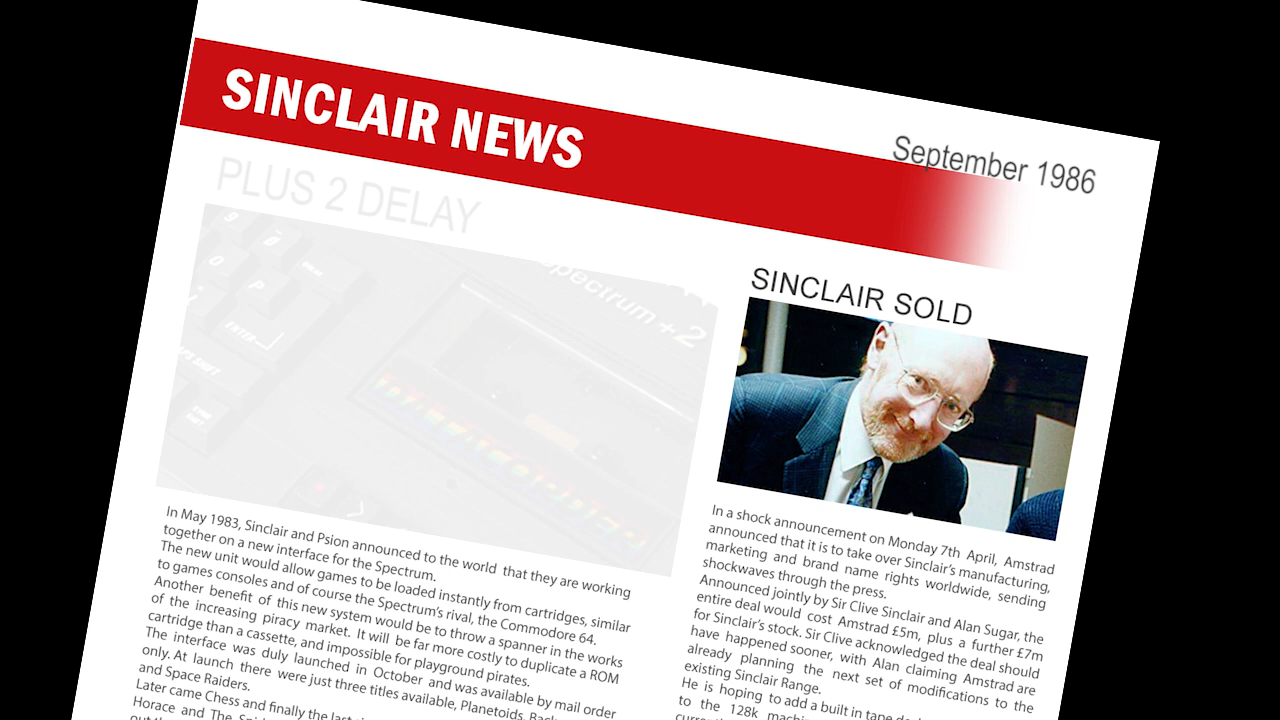 SINCLAIR NEWS
September 1986
PLUS 2 DELAY
9
0
0
P
ENTER
CAPS SHIFT
Spectrum +2
In May 1983, Sinclair and Psion announced to the world that they are working
together on a new interface for the Spectrum.
The new unit would allow games to be loaded instantly from cartridges, similar
to games consoles and of course the Spectrum's rival, the Commodore 64.
Another benefit of this new system would be to throw a spanner in the works
of the increasing piracy market. It will be far more costly to duplicate a ROM
cartridge than a cassette, and impossible for playground pirates.
The interface was duly launched in October and was available by mail order
only. At launch there were just three titles available, Planetoids,
and Space Raiders.
Later came Chess and finally the
Horace and The
SINCLAIR SOLD
In a shock announcement on Monday 7th April, Amstrad
announced that it is to take over Sinclair's manufacturing,
marketing and brand name rights worldwide, sending
shockwaves through the press.
Announced jointly by Sir Clive Sinclair and Alan Sugar, the
entire deal would cost Amstrad £5m, plus a further £7m
for Sinclair's stock. Sir Clive acknowledged the deal should
have happened sooner, with Alan claiming Amstrad are
already planning the next set of modifications to the
existing Sinclair Range.
He is hoping to add a built in tape
to the 128k